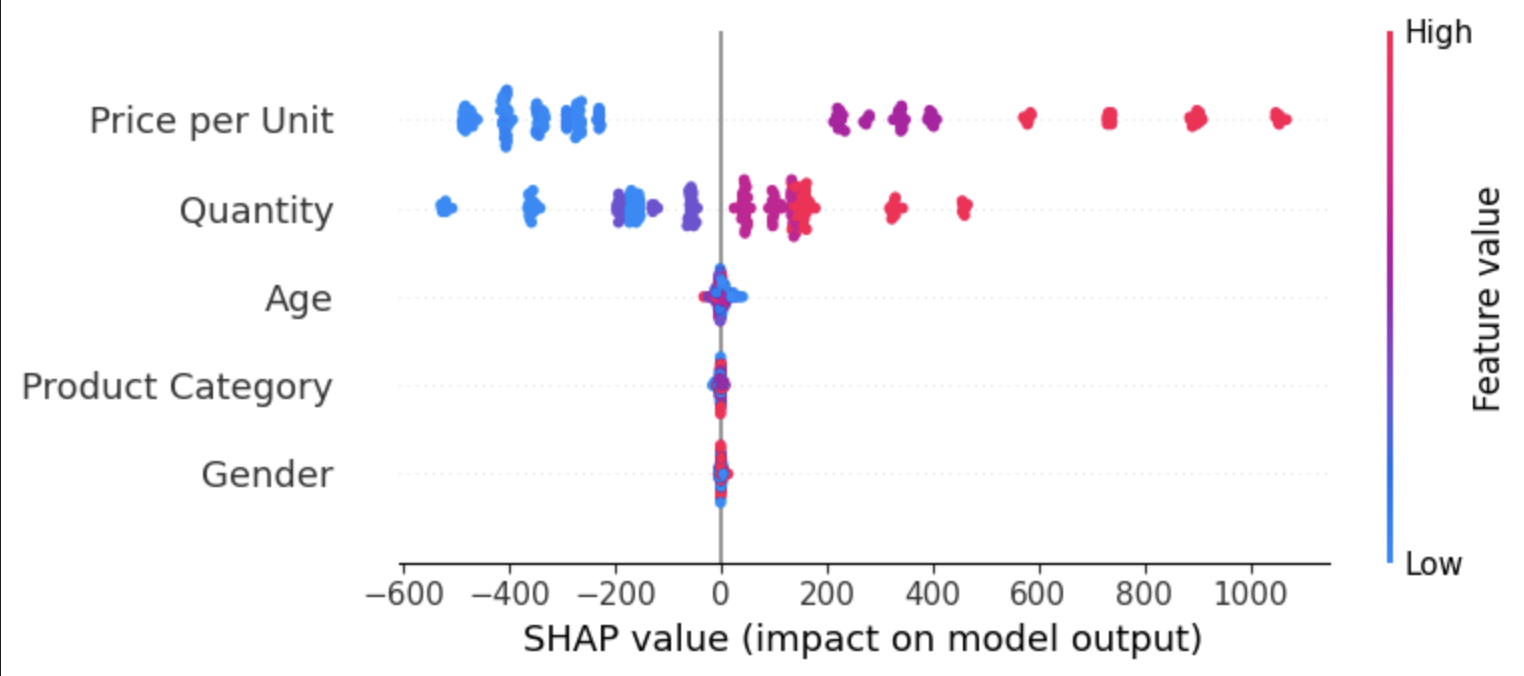 High
Price per Unit
Quantity
Age
Product Category
Gender
Feature value
Low
−600 −400 −200 0 200 400 600 800 1000
SHAP value (impact on model output)